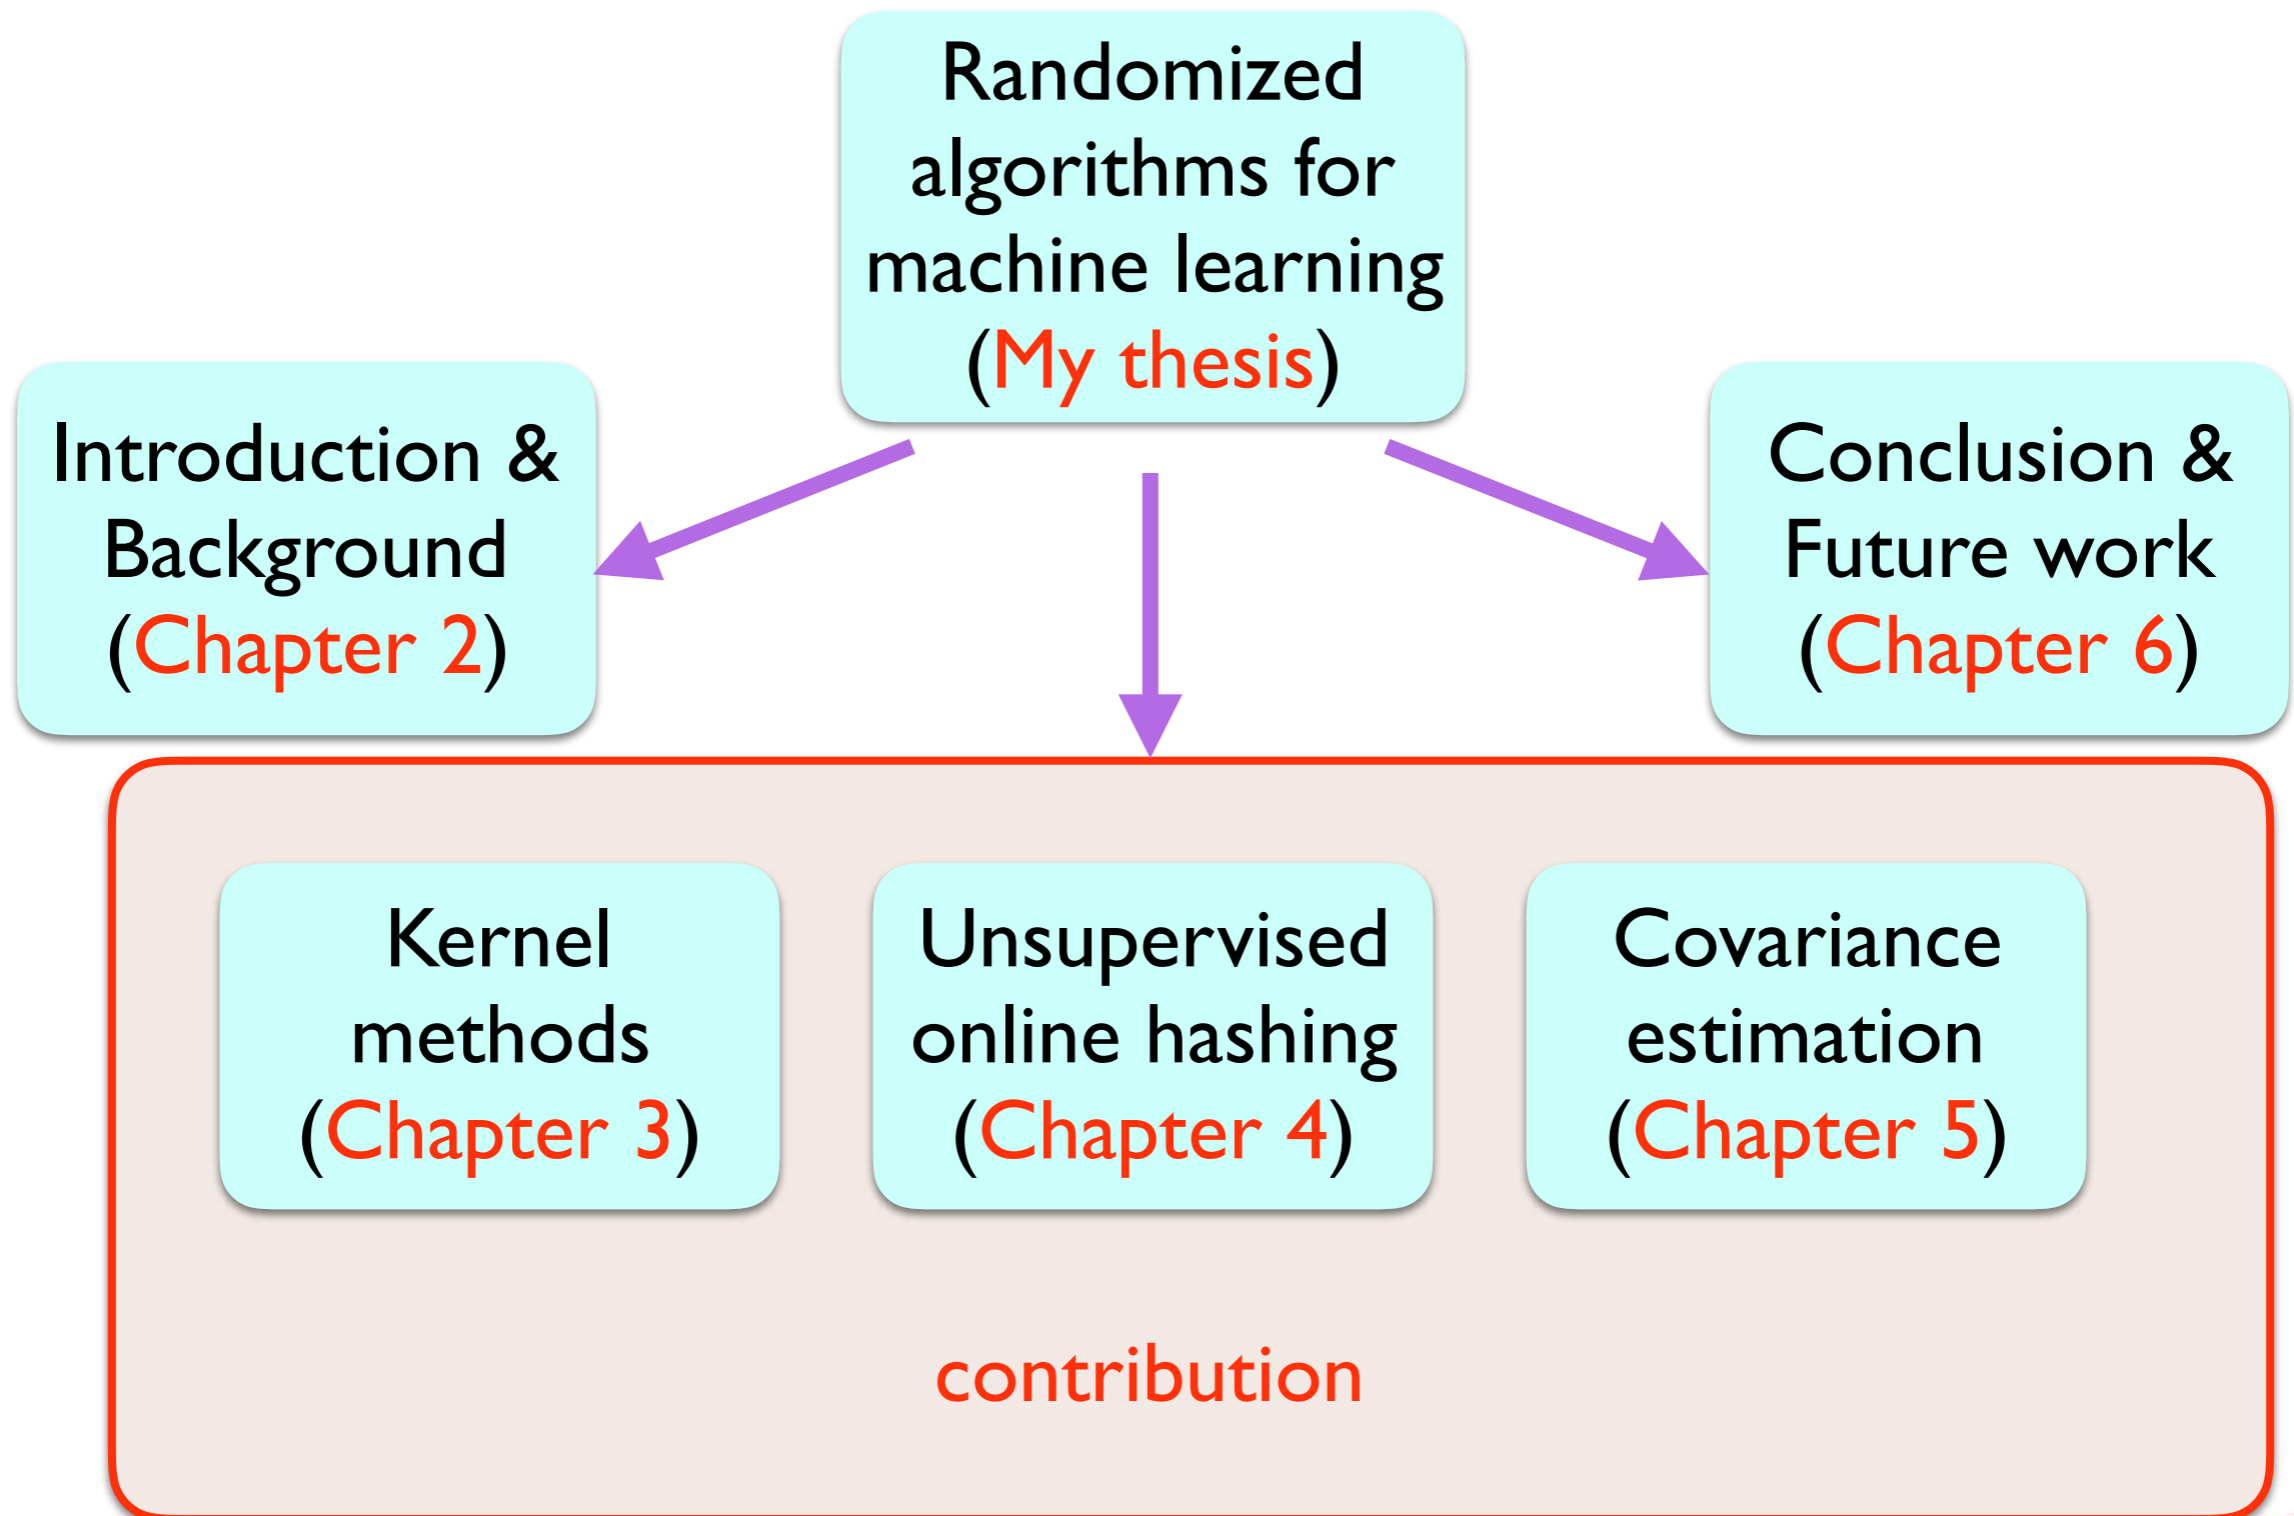 Randomized
algorithms for
machine learning
(My thesis)
Introduction &
Background
(Chapter 2)
Conclusion &
Future work
(Chapter 6)
Kernel
methods
(Chapter 3)
Unsupervised
online hashing
(Chapter 4)
Covariance
estimation
(Chapter 5)
contribution